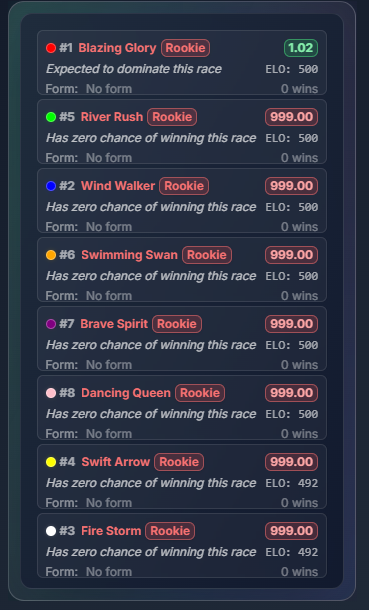 #1 Blazing Glory Rookie 1.02
Expected to dominate this race ELO: 500
Form: No form 0 wins
#5 River Rush Rookie 999.00
Has zero chance of winning this race ELO: 500
Form: No form 0 wins
#2 Wind Walker Rookie 999.00
Has zero chance of winning this race ELO: 500
Form: No form 0 wins
#6 Swimming Swan Rookie 999.00
Has zero chance of winning this race ELO: 500
Form: No form 0 wins
#7 Brave Spirit Rookie 999.00
Has zero chance of winning this race ELO: 500
Form: No form 0 wins
#8 Dancing Queen Rookie 999.00
Has zero chance of winning this race ELO: 500
Form: No form 0 wins
#4 Swift Arrow Rookie 999.00
Has zero chance of winning this race ELO: 492
Form: No form 0 wins
#3 Fire Storm Rookie 999.00
Has zero chance of winning this race ELO: 492
Form: No form 0 wins